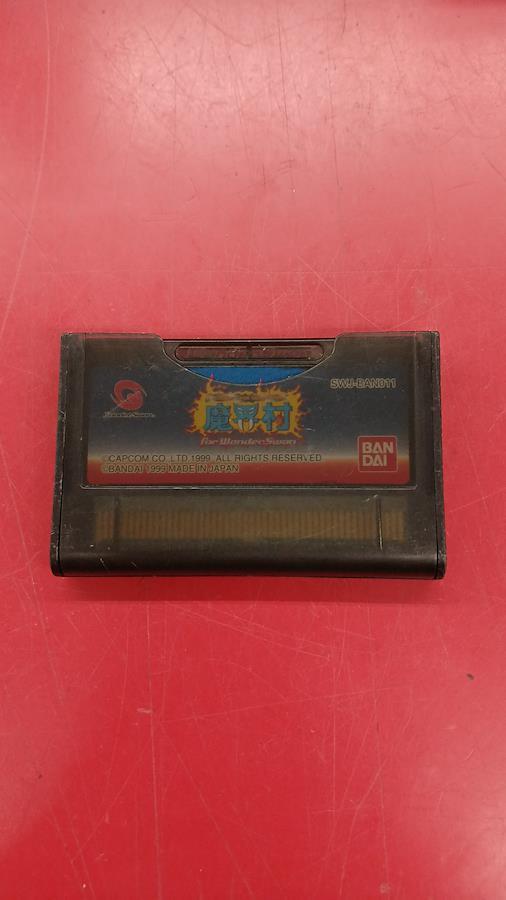 SWJ-BAN011
WonderSwan
魔界村
for WonderSwan
©CAPCOM CO.,LTD.1999, ALL RIGHTS RESERVED
©BANDAI 1999 MADE IN JAPAN
BAN
DAI